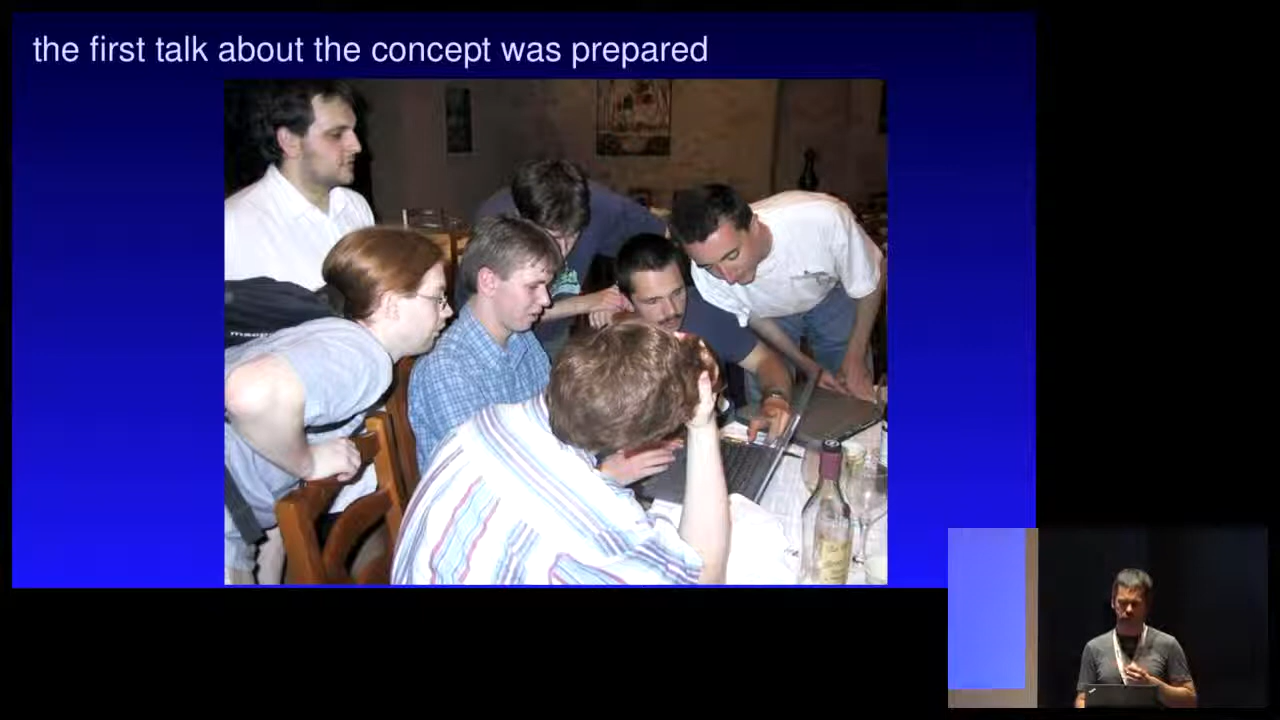 the first talk about the concept was prepared